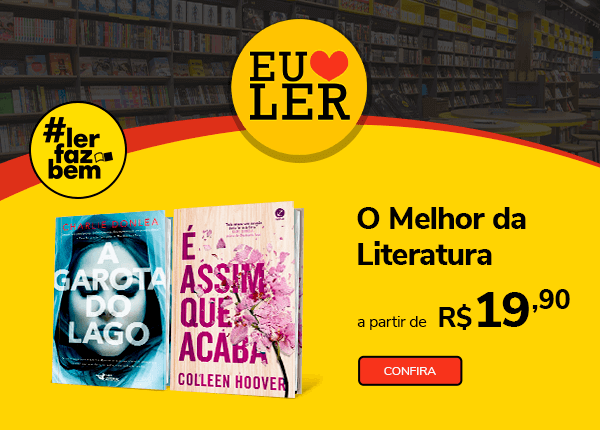 EU
LER
#ler
faz
bem
CHARLIE DONLEA
A
GAROTA
DO
LAGO
É
ASSIM
QUE
ACABA
COLLEEN HOOVER
O Melhor da
Literatura
a partir de R$19,90
CONFIRA